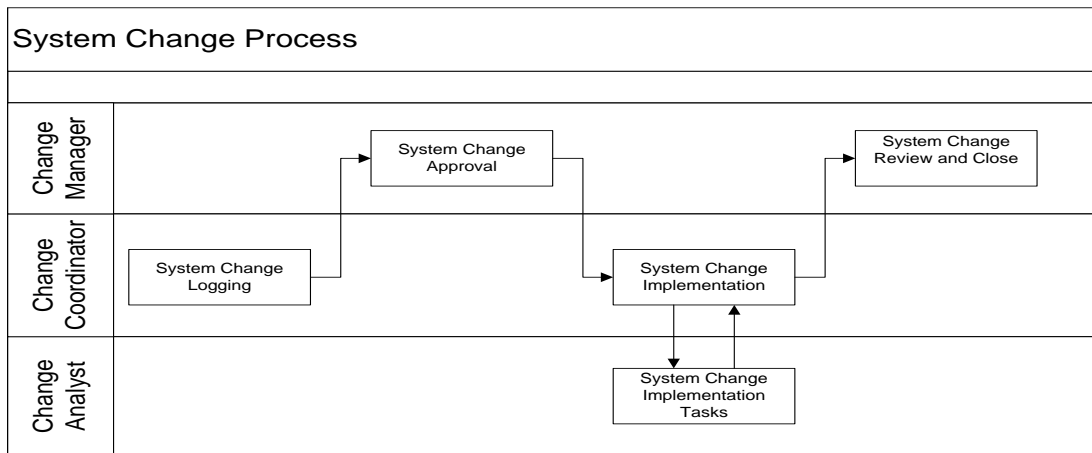 System Change Process
Change
Manager
System Change
Approval
System Change
Review and Close
Change
Coordinator
System Change
Logging
System Change
Implementation
Change
Analyst
System Change
Implementation
Tasks